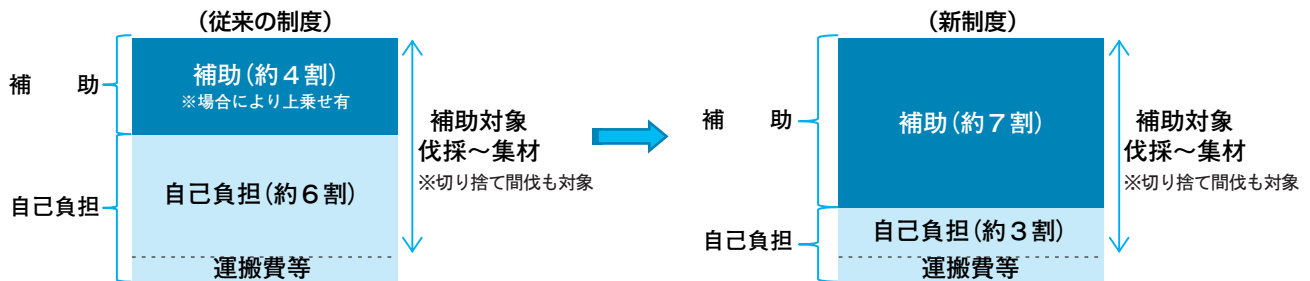 (従来の制度)
補助
補助(約4割)
※場合により上乗せ有
自己負担
自己負担(約6割)
運搬費等
補助対象
伐採～集材
※切り捨て間伐も対象
(新制度)
補助
補助(約7割)
自己負担
自己負担(約3割)
運搬費等
補助対象
伐採～集材
※切り捨て間伐も対象